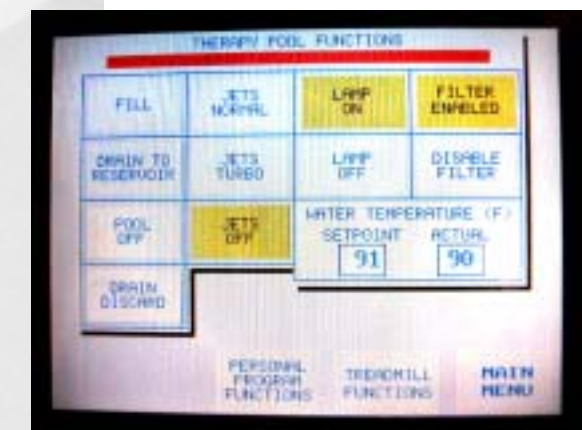 THERAPY POOL FUNCTIONS
FILL
JETS
NORMAL
LAMP
ON
FILTER
ENABLED
DRAIN TO
RESERVOIR
JETS
TURBO
LAMP
OFF
DISABLE
FILTER
POOL
OFF
JETS
OFF
WATER TEMPERATURE (F)
SETPOINT ACTUAL
91 90
DRAIN
DISCARD
PERSONAL
PROGRAM
FUNCTIONS
TREADMILL
FUNCTIONS
MAIN
MENU